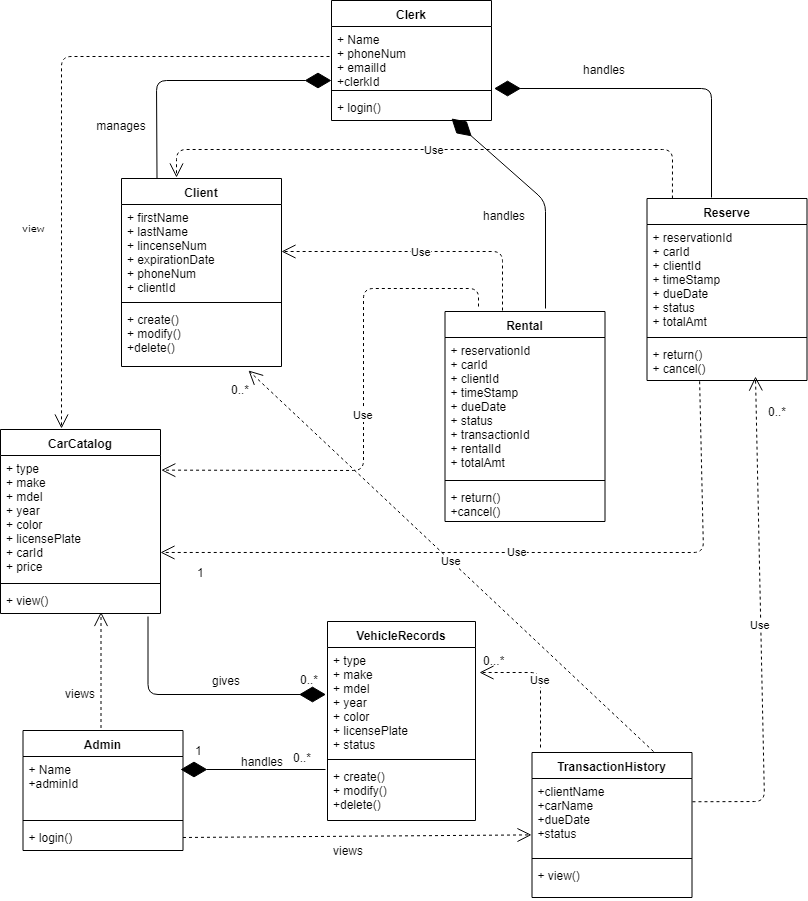 Clerk
+ Name
+ phoneNum
+ emailId
+clerkId
+ login()
handles
manages
Use
view
handles
Client
+ firstName
+ lastName
+ lincenseNum
+ expirationDate
+ phoneNum
+ clientId
+ create()
+ modify()
+delete()
Use
Reserve
+ reservationId
+ carId
+ clientId
+ timeStamp
+ dueDate
+ status
+ totalAmt
+ return()
+ cancel()
Rental
+ reservationId
+ carId
+ clientId
+ timeStamp
+ dueDate
+ status
+ transactionId
+ rentalId
+ totalAmt
+ return()
+cancel()
0..*
0..*
Use
CarCatalog
+ type
+ make
+ mdel
+ year
+ color
+ licensePlate
+ carId
+ price
+ view()
Use
Use
1
Use
views
gives
0..*
VehicleRecords
+ type
+ make
+ mdel
+ year
+ color
+ licensePlate
+ status
+ create()
+ modify()
+delete()
0...*
Use
Admin
+ Name
+adminId
+ login()
1
handles
0..*
views
TransactionHistory
+clientName
+carName
+dueDate
+status
+ view()